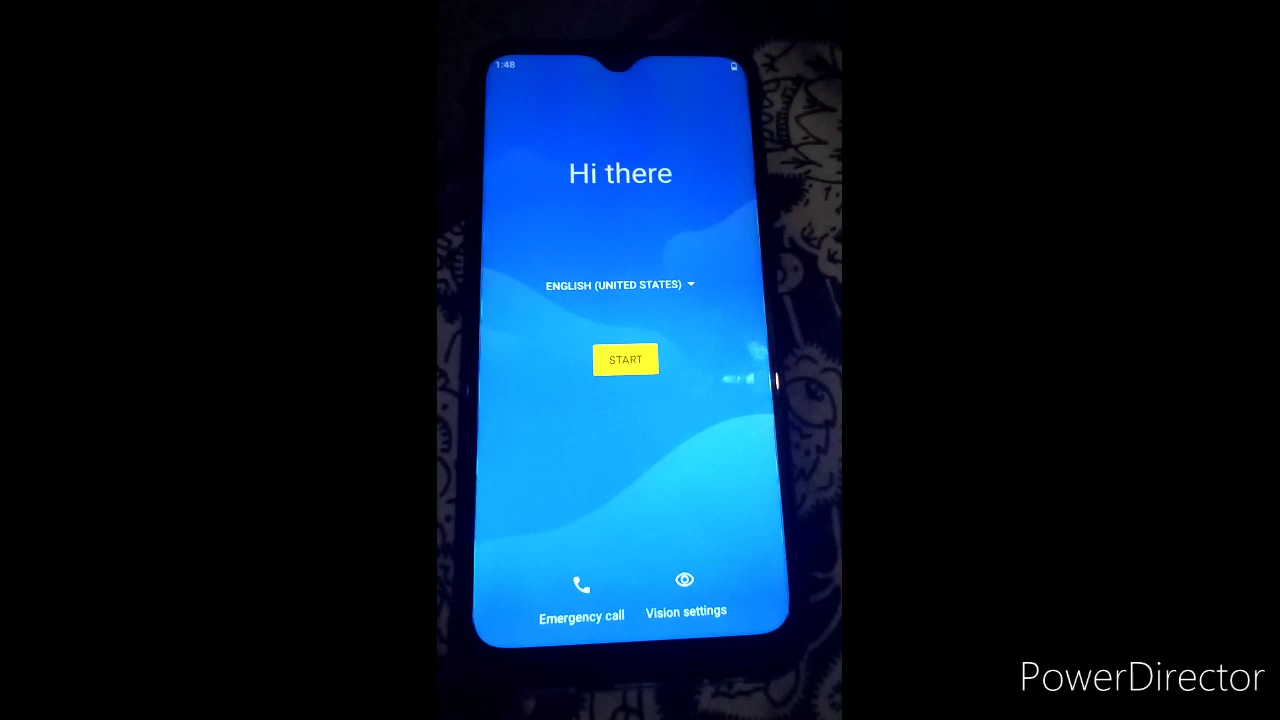 1:48
Hi there
ENGLISH (UNITED STATES)
START
Emergency call
Vision settings
PowerDirector